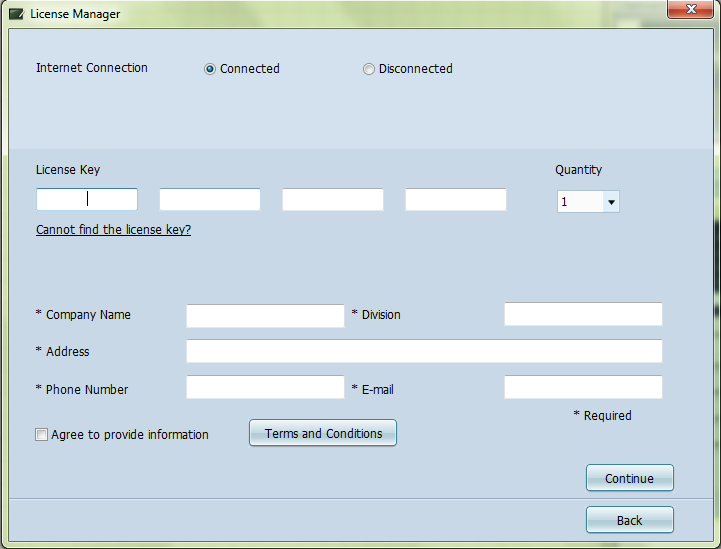 License Manager
Internet Connection Connected Disconnected
License Key Quantity
1
Cannot find the license key?
* Company Name * Division
* Address
* Phone Number * E-mail
* Required
Agree to provide information Terms and Conditions
Continue
Back